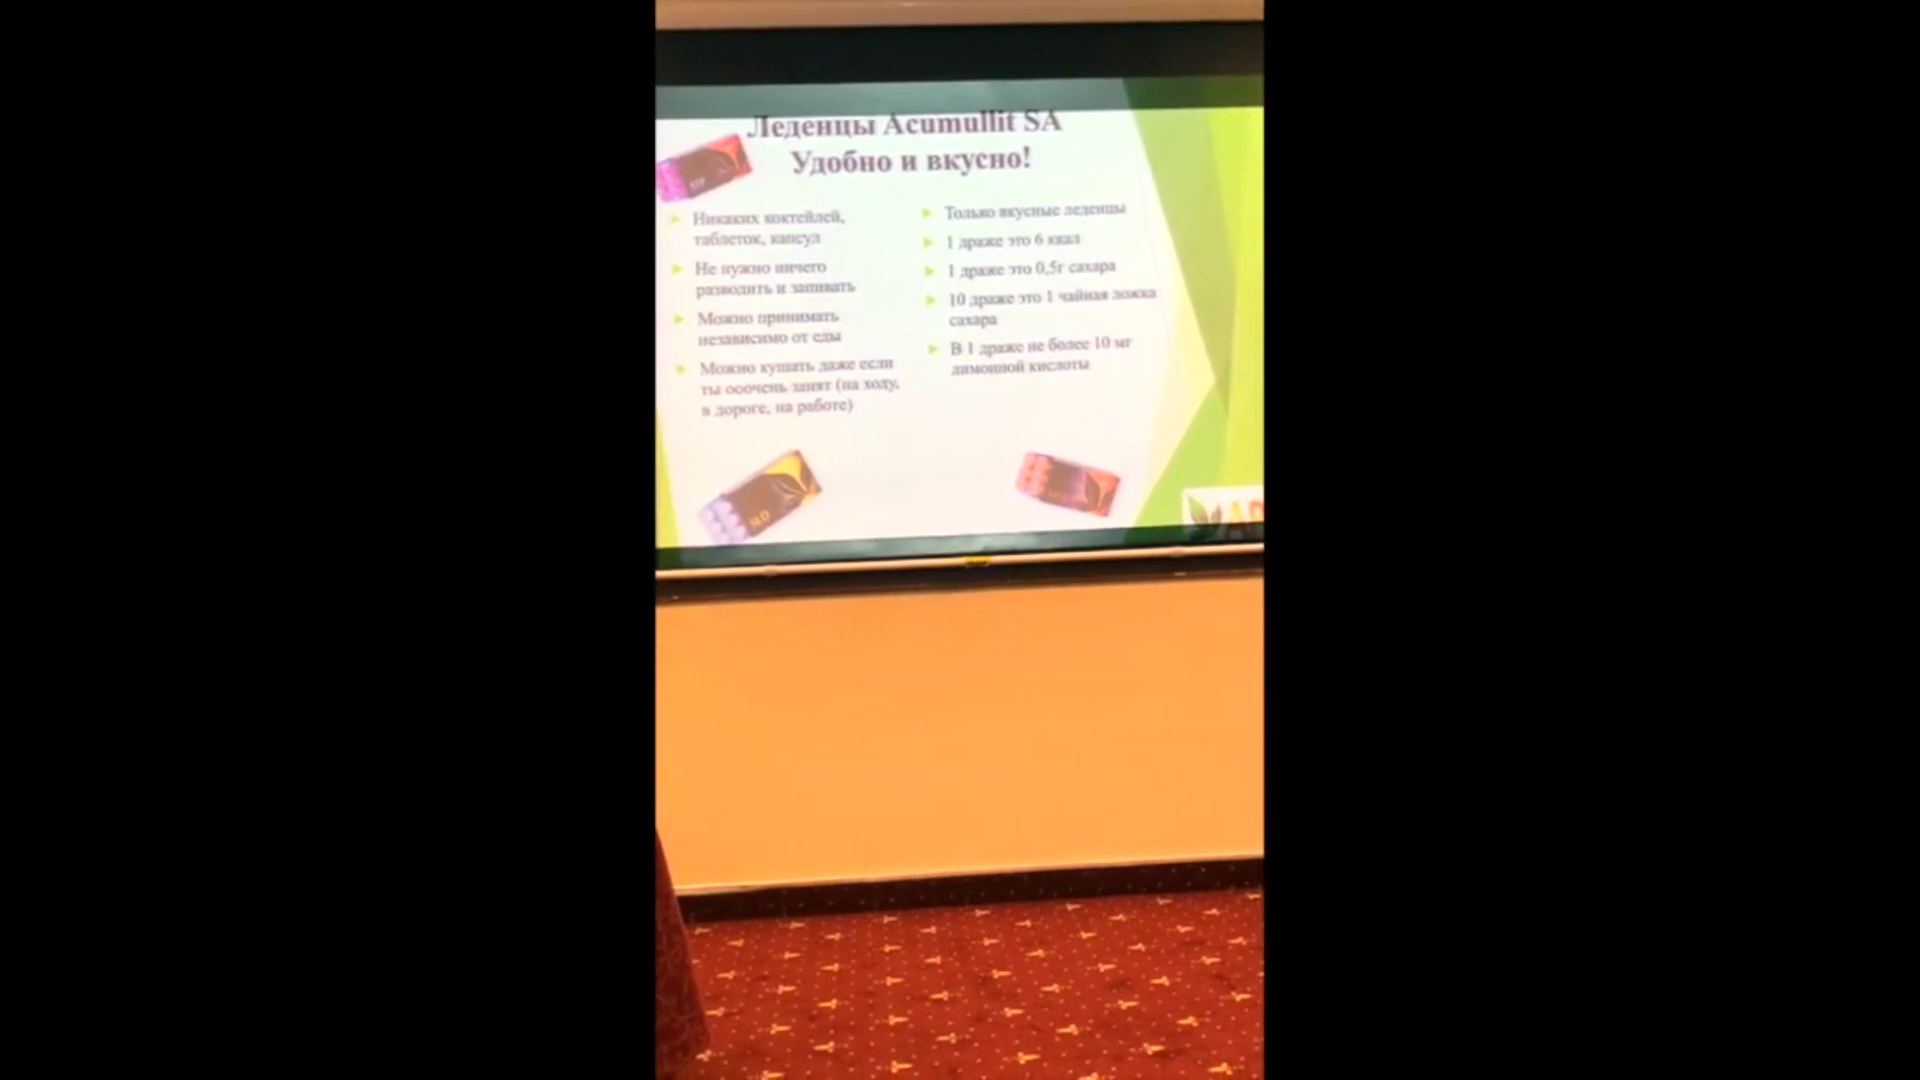 Леденцы Acumullit SA
Удобно и вкусно!
STP
Никаких коктейлей,
таблеток, капсул
Не нужно ничего
разводить и запивать
Можно принимать
независимо от еды
Можно кушать даже если
ты ооочень занят (на ходу,
в дороге, на работе)
Только вкусные леденцы
1 драже это 6 ккал
1 драже это 0,5г сахара
10 драже это 1 чайная ложка
сахара
В 1 драже не более 10 мг
лимонной кислоты
SLD